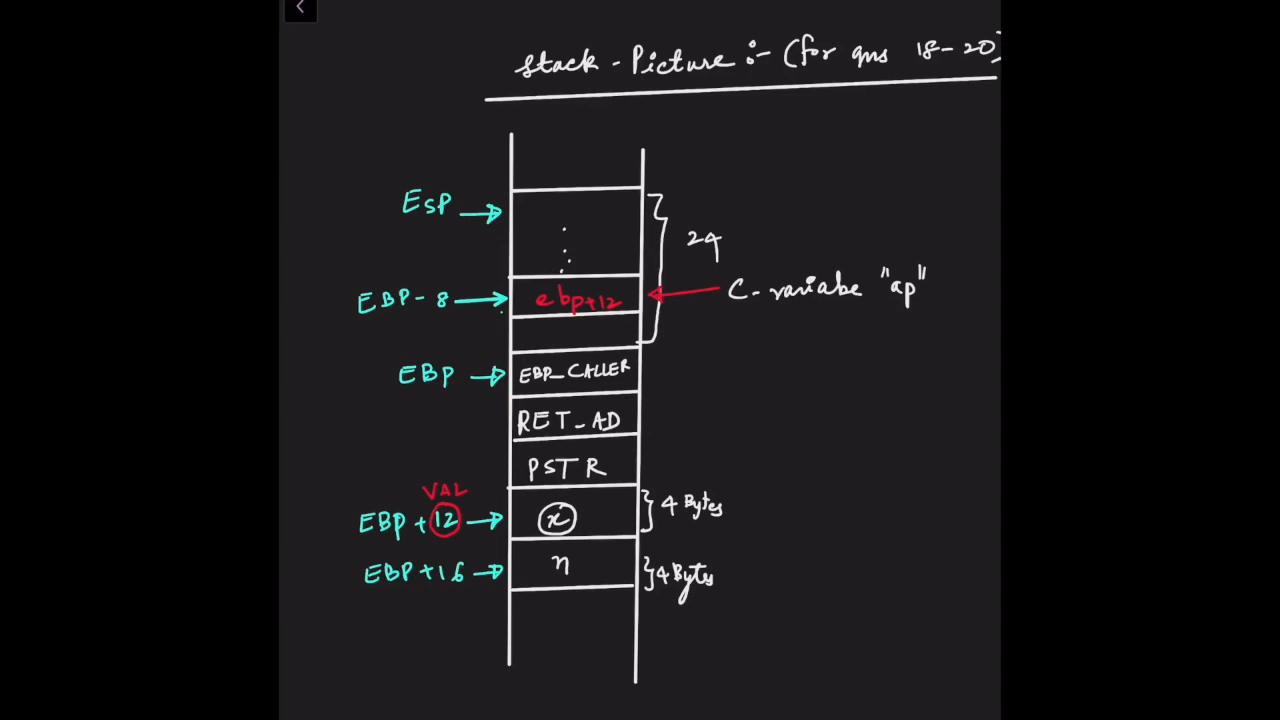 Stack - Picture :- (for qns 18-20)
ESP
24
EBP - 8
ebp+12
C- variabe "ap"
EBP
EBP_CALLER
RET_AD
PSTR
VAL
EBP + 12
x
4 Bytes
EBP + 16
n
4 Bytes